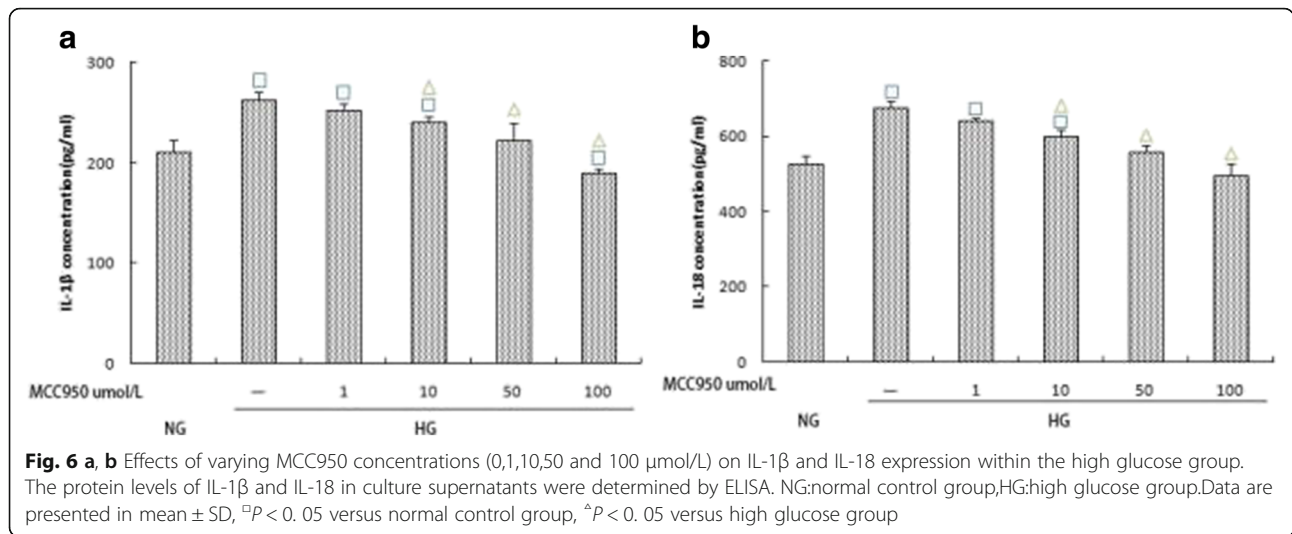 a
300
200
100
0
IL-1β concentration(pg/ml)
MCC950 umol/L
— 1 10 50 100
NG HG
b
800
600
400
200
0
IL-18 concentration(pg/ml)
MCC950 umol/L
— 1 10 50 100
NG HG
Fig. 6 a, b Effects of varying MCC950 concentrations (0,1,10,50 and 100 μmol/L) on IL-1β and IL-18 expression within the high glucose group.
The protein levels of IL-1β and IL-18 in culture supernatants were determined by ELISA. NG:normal control group,HG:high glucose group.Data are
presented in mean ± SD, □P < 0. 05 versus normal control group, △P < 0. 05 versus high glucose group